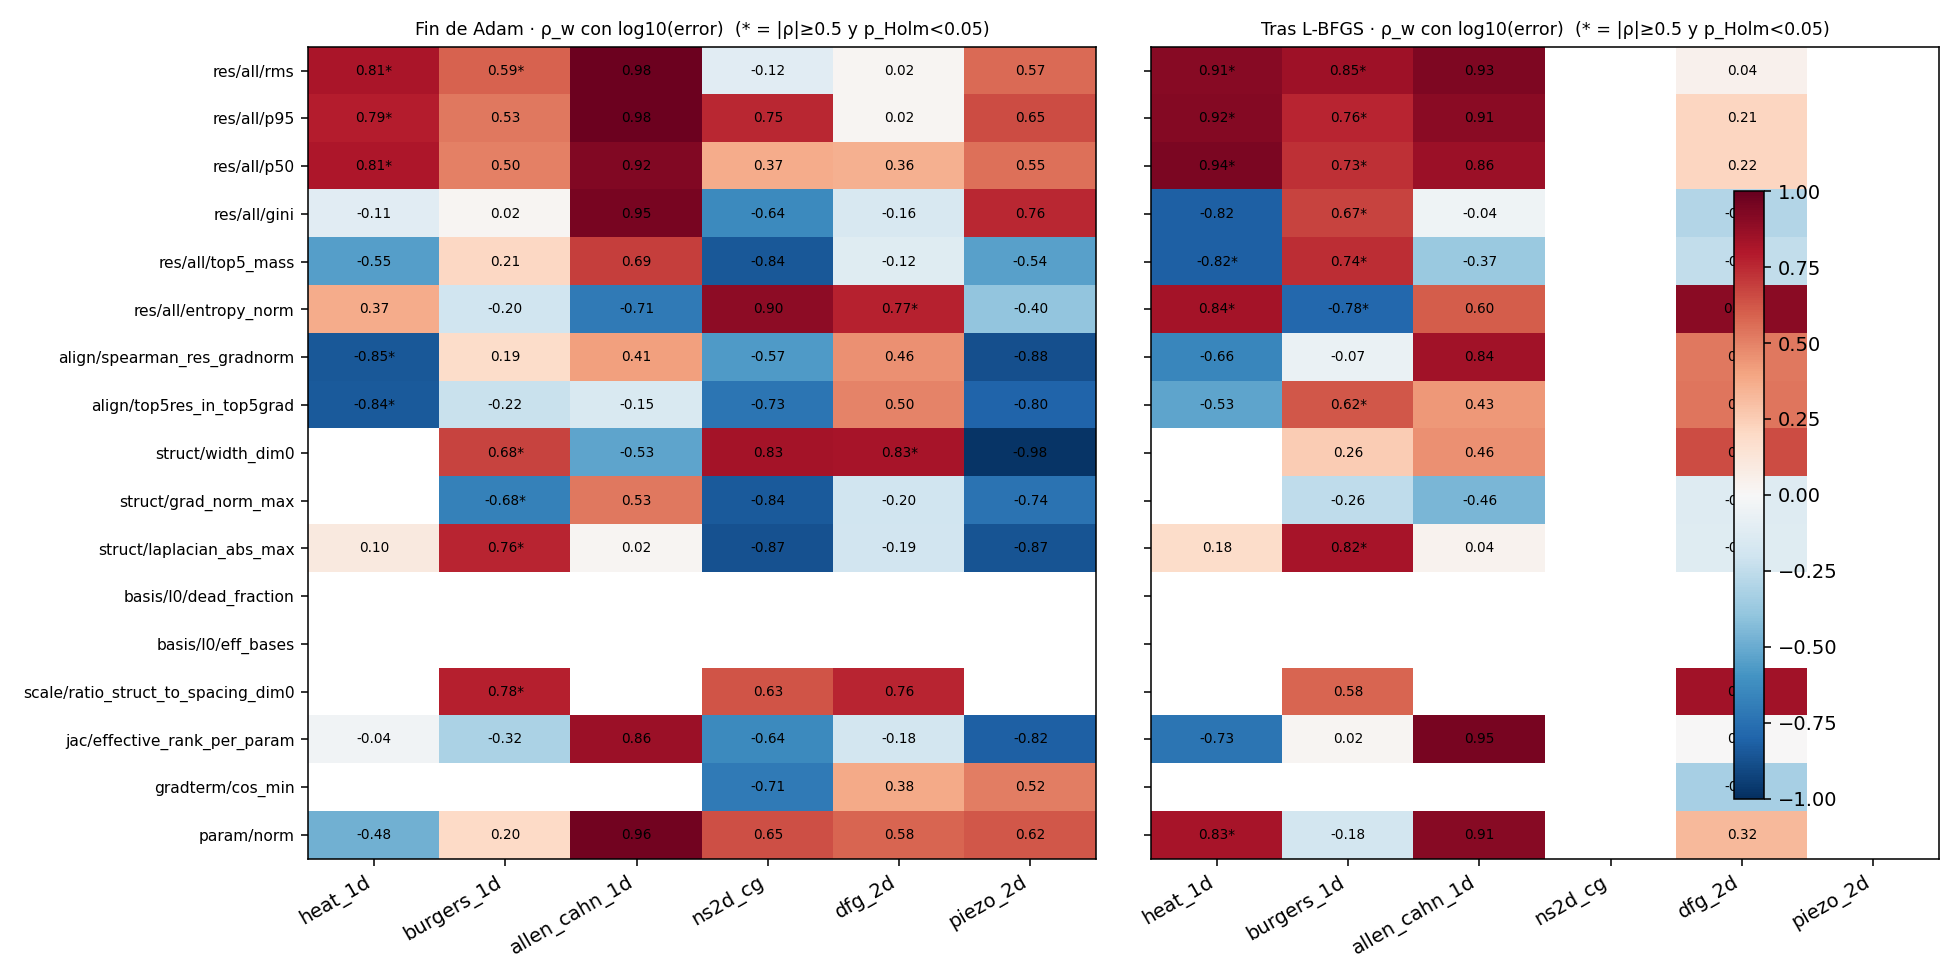 Fin de Adam · ρ_w con log10(error)  (* = |ρ|≥0.5 y p_Holm<0.05)
Tras L-BFGS · ρ_w con log10(error)  (* = |ρ|≥0.5 y p_Holm<0.05)
res/all/rms 0.81* 0.59* 0.98 -0.12 0.02 0.57 0.91* 0.85* 0.93 0.04
res/all/p95 0.79* 0.53 0.98 0.75 0.02 0.65 0.92* 0.76* 0.91 0.21
res/all/p50 0.81* 0.50 0.92 0.37 0.36 0.55 0.94* 0.73* 0.86 0.22
res/all/gini -0.11 0.02 0.95 -0.64 -0.16 0.76 -0.82 0.67* -0.04
res/all/top5_mass -0.55 0.21 0.69 -0.84 -0.12 -0.54 -0.82* 0.74* -0.37
res/all/entropy_norm 0.37 -0.20 -0.71 0.90 0.77* -0.40 0.84* -0.78* 0.60
align/spearman_res_gradnorm -0.85* 0.19 0.41 -0.57 0.46 -0.88 -0.66 -0.07 0.84
align/top5res_in_top5grad -0.84* -0.22 -0.15 -0.73 0.50 -0.80 -0.53 0.62* 0.43
struct/width_dim0 0.68* -0.53 0.83 0.83* -0.98 0.26 0.46
struct/grad_norm_max -0.68* 0.53 -0.84 -0.20 -0.74 -0.26 -0.46
struct/laplacian_abs_max 0.10 0.76* 0.02 -0.87 -0.19 -0.87 0.18 0.82* 0.04
basis/l0/dead_fraction
basis/l0/eff_bases
scale/ratio_struct_to_spacing_dim0 0.78* 0.63 0.76 0.58
jac/effective_rank_per_param -0.04 -0.32 0.86 -0.64 -0.18 -0.82 -0.73 0.02 0.95
gradterm/cos_min -0.71 0.38 0.52
param/norm -0.48 0.20 0.96 0.65 0.58 0.62 0.83* -0.18 0.91 0.32
heat_1d burgers_1d allen_cahn_1d ns2d_cg dfg_2d piezo_2d
heat_1d burgers_1d allen_cahn_1d ns2d_cg dfg_2d piezo_2d
1.00
0.75
0.50
0.25
0.00
−0.25
−0.50
−0.75
−1.00